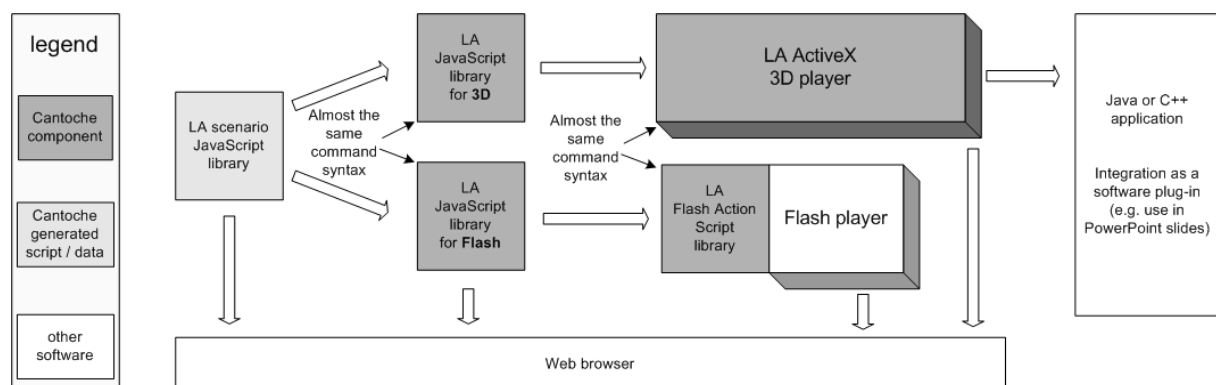 legend
Cantoche
component
Cantoche
generated
script / data
other
software
LA scenario
JavaScript
library
LA
JavaScript
library
for 3D
Almost the
same
command
syntax
LA
JavaScript
library
for Flash
LA ActiveX
3D player
Almost the
same
command
syntax
LA
Flash Action
Script
library
Flash player
Java or C++
application
Integration as a
software plug-in
(e.g. use in
PowerPoint slides)
Web browser